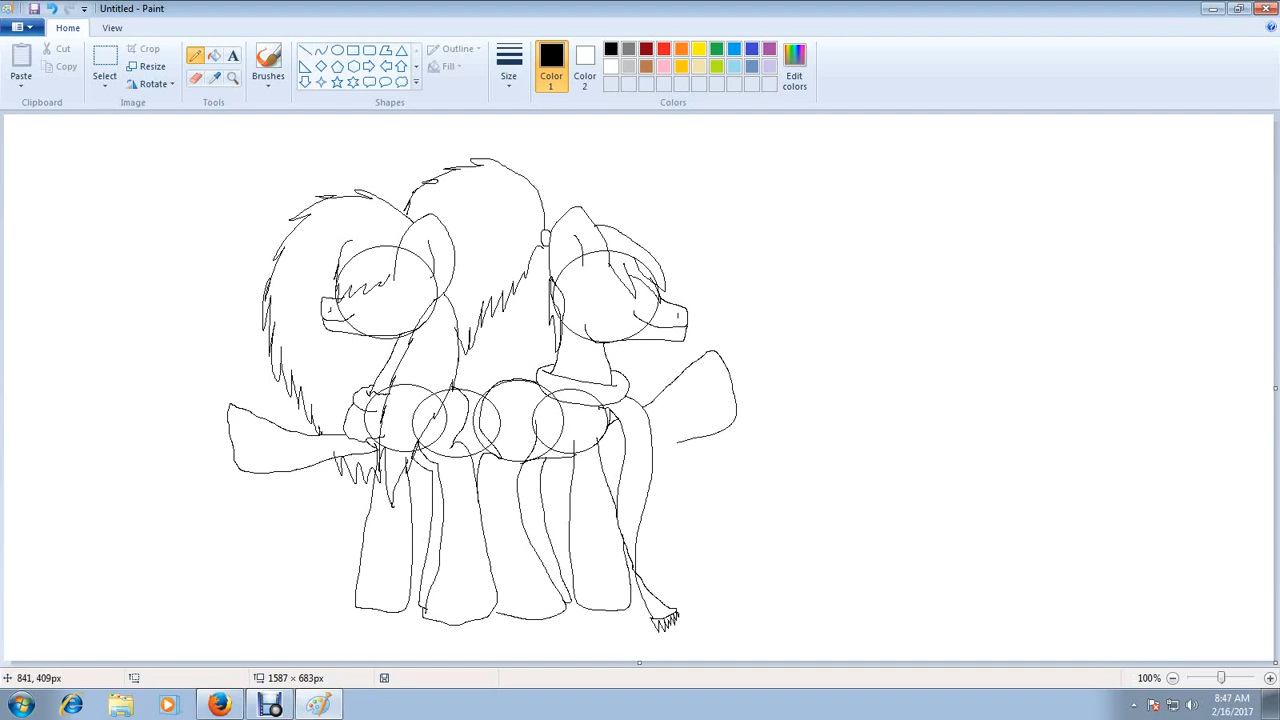 Untitled - Paint
Home
View
Paste
Cut
Copy
Clipboard
Select
Crop
Resize
Rotate
Image
A
Tools
Brushes
Outline
Fill
Shapes
Size
Color 1
Color 2
Edit colors
Colors
841, 409px
1587 × 683px
100%
8:47 AM
2/16/2017